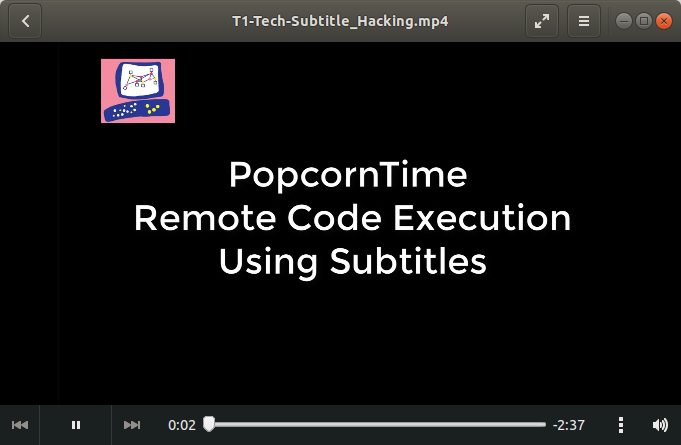 T1-Tech-Subtitle_Hacking.mp4
PopcornTime
Remote Code Execution
Using Subtitles
0:02
-2:37